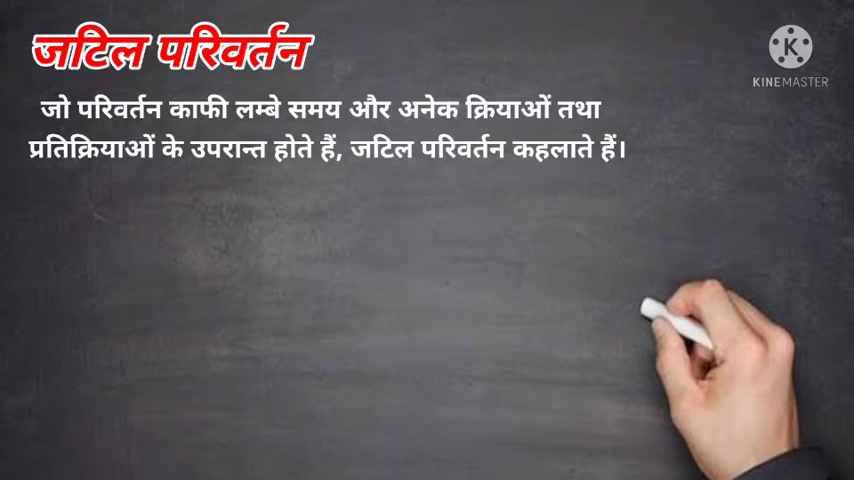 जटिल परिवर्तन
KINEMASTER
जो परिवर्तन काफी लम्बे समय और अनेक क्रियाओं तथा
प्रतिक्रियाओं के उपरान्त होते हैं, जटिल परिवर्तन कहलाते हैं।